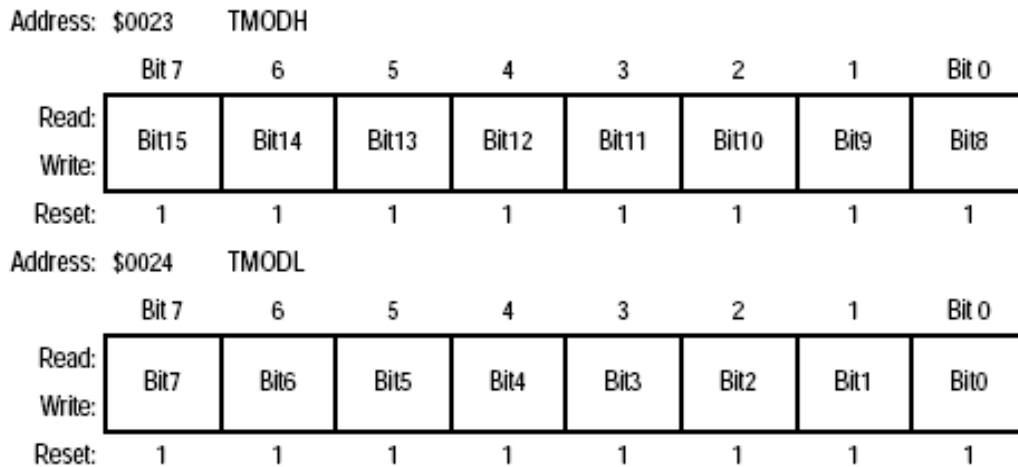 Address: $0023 TMODH
Bit 7 6 5 4 3 2 1 Bit 0
Read:
Bit15 Bit14 Bit13 Bit12 Bit11 Bit10 Bit9 Bit8
Write:
Reset: 1 1 1 1 1 1 1 1
Address: $0024 TMODL
Bit 7 6 5 4 3 2 1 Bit 0
Read:
Bit7 Bit6 Bit5 Bit4 Bit3 Bit2 Bit1 Bit0
Write:
Reset: 1 1 1 1 1 1 1 1